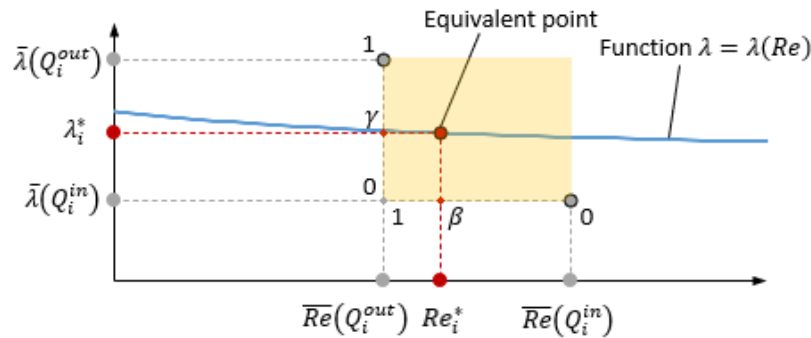 Equivalent point
1
λ̄(Q_i^out)
Function λ = λ(Re)
γ
λ_i^*
0
λ̄(Q_i^in)
1 β 0
R̅e̅(Q_i^out) Re_i^* R̅e̅(Q_i^in)